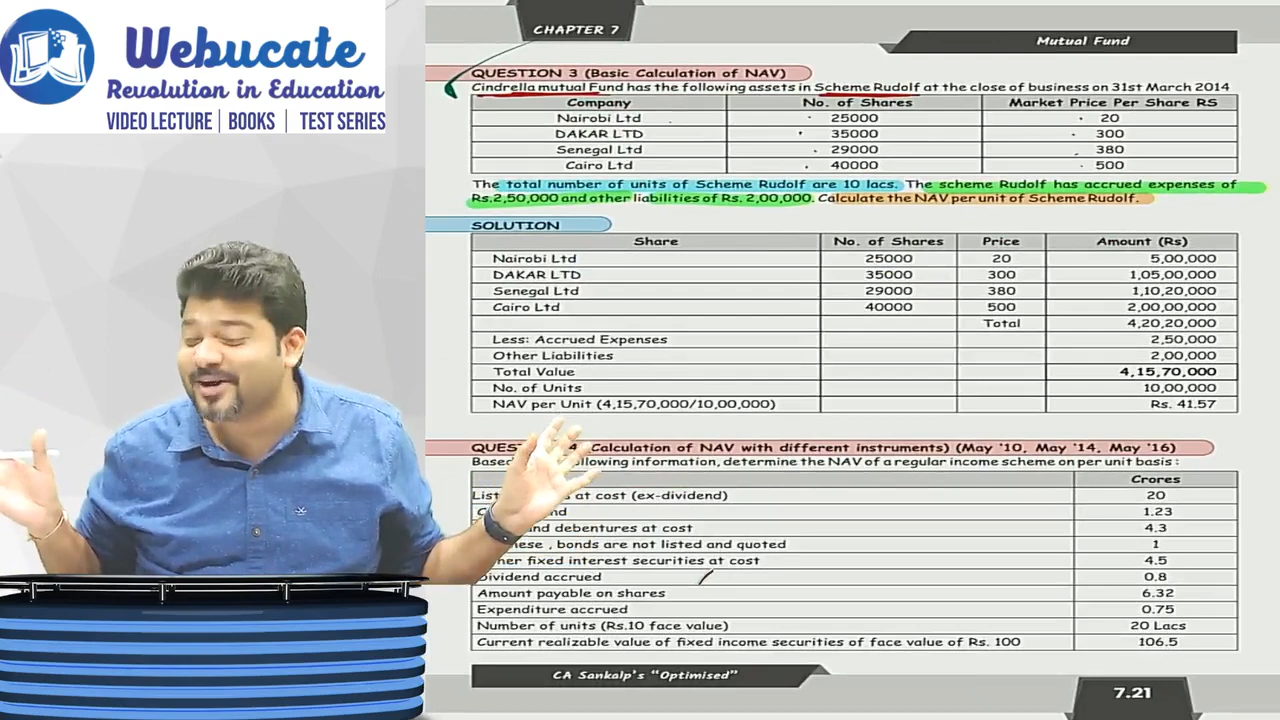 Webucate
Revolution in Education
VIDEO LECTURE | BOOKS | TEST SERIES
CHAPTER 7
Mutual Fund
QUESTION 3 (Basic Calculation of NAV)
Cindrella mutual Fund has the following assets in Scheme Rudolf at the close of business on 31st March 2014
Company No. of Shares Market Price Per Share RS
Nairobi Ltd 25000 20
DAKAR LTD 35000 300
Senegal Ltd 29000 380
Cairo Ltd 40000 500
The total number of units of Scheme Rudolf are 10 lacs. The scheme Rudolf has accrued expenses of
Rs.2,50,000 and other liabilities of Rs. 2,00,000. Calculate the NAV per unit of Scheme Rudolf.
SOLUTION
Share No. of Shares Price Amount (Rs)
Nairobi Ltd 25000 20 5,00,000
DAKAR LTD 35000 300 1,05,00,000
Senegal Ltd 29000 380 1,10,20,000
Cairo Ltd 40000 500 2,00,00,000
Total 4,20,20,000
Less: Accrued Expenses 2,50,000
Other Liabilities 2,00,000
Total Value 4,15,70,000
No. of Units 10,00,000
NAV per Unit (4,15,70,000/10,00,000) Rs. 41.57
(Calculation of NAV with different instruments) (May '10, May '14, May '16)
information, determine the NAV of a regular income scheme on per unit basis :
Crores
at cost (ex-dividend) 20
1.23
and debentures at cost 4.3
, bonds are not listed and quoted 1
fixed interest securities at cost 4.5
Dividend accrued 0.8
Amount payable on shares 6.32
Expenditure accrued 0.75
Number of units (Rs.10 face value) 20 Lacs
Current realizable value of fixed income securities of face value of Rs. 100 106.5
CA Sankalp's "Optimised"
7.21